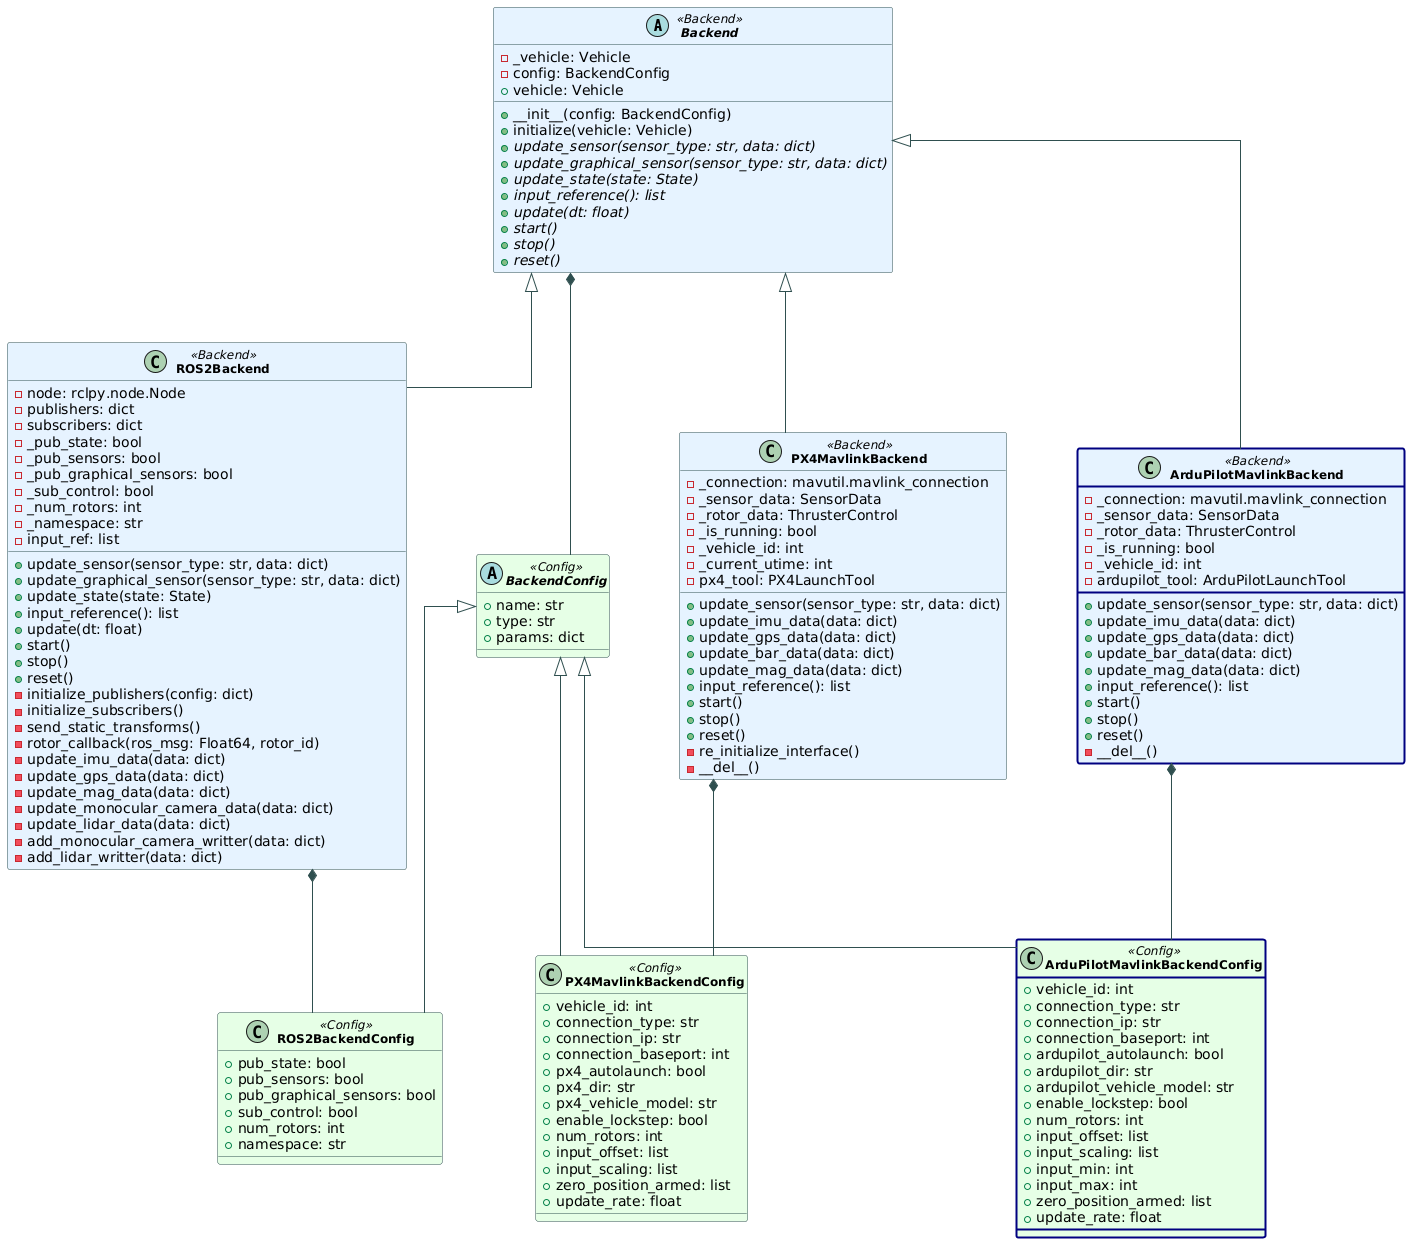 A
«Backend»
Backend
_vehicle: Vehicle
config: BackendConfig
vehicle: Vehicle
__init__(config: BackendConfig)
initialize(vehicle: Vehicle)
update_sensor(sensor_type: str, data: dict)
update_graphical_sensor(sensor_type: str, data: dict)
update_state(state: State)
input_reference(): list
update(dt: float)
start()
stop()
reset()
C
«Backend»
ROS2Backend
node: rclpy.node.Node
publishers: dict
subscribers: dict
_pub_state: bool
_pub_sensors: bool
_pub_graphical_sensors: bool
_sub_control: bool
_num_rotors: int
_namespace: str
input_ref: list
update_sensor(sensor_type: str, data: dict)
update_graphical_sensor(sensor_type: str, data: dict)
update_state(state: State)
input_reference(): list
update(dt: float)
start()
stop()
reset()
initialize_publishers(config: dict)
initialize_subscribers()
send_static_transforms()
rotor_callback(ros_msg: Float64, rotor_id)
update_imu_data(data: dict)
update_gps_data(data: dict)
update_mag_data(data: dict)
update_monocular_camera_data(data: dict)
update_lidar_data(data: dict)
add_monocular_camera_writter(data: dict)
add_lidar_writter(data: dict)
A
«Config»
BackendConfig
name: str
type: str
params: dict
C
«Backend»
PX4MavlinkBackend
_connection: mavutil.mavlink_connection
_sensor_data: SensorData
_rotor_data: ThrusterControl
_is_running: bool
_vehicle_id: int
_current_utime: int
px4_tool: PX4LaunchTool
update_sensor(sensor_type: str, data: dict)
update_imu_data(data: dict)
update_gps_data(data: dict)
update_bar_data(data: dict)
update_mag_data(data: dict)
input_reference(): list
start()
stop()
reset()
re_initialize_interface()
__del__()
C
«Backend»
ArduPilotMavlinkBackend
_connection: mavutil.mavlink_connection
_sensor_data: SensorData
_rotor_data: ThrusterControl
_is_running: bool
_vehicle_id: int
ardupilot_tool: ArduPilotLaunchTool
update_sensor(sensor_type: str, data: dict)
update_imu_data(data: dict)
update_gps_data(data: dict)
update_bar_data(data: dict)
update_mag_data(data: dict)
input_reference(): list
start()
stop()
reset()
__del__()
C
«Config»
ROS2BackendConfig
pub_state: bool
pub_sensors: bool
pub_graphical_sensors: bool
sub_control: bool
num_rotors: int
namespace: str
C
«Config»
PX4MavlinkBackendConfig
vehicle_id: int
connection_type: str
connection_ip: str
connection_baseport: int
px4_autolaunch: bool
px4_dir: str
px4_vehicle_model: str
enable_lockstep: bool
num_rotors: int
input_offset: list
input_scaling: list
zero_position_armed: list
update_rate: float
C
«Config»
ArduPilotMavlinkBackendConfig
vehicle_id: int
connection_type: str
connection_ip: str
connection_baseport: int
ardupilot_autolaunch: bool
ardupilot_dir: str
ardupilot_vehicle_model: str
enable_lockstep: bool
num_rotors: int
input_offset: list
input_scaling: list
input_min: int
input_max: int
zero_position_armed: list
update_rate: float